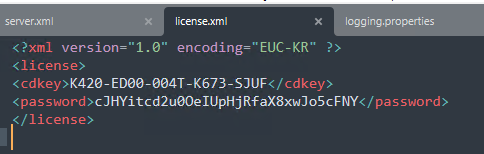 server.xml × license.xml × logging.properties
<?xml version="1.0" encoding="EUC-KR" ?>
<license>
<cdkey>K420-ED00-004T-K673-SJUF</cdkey>
<password>cJHYitcd2u0OeIUpHjRfaX8xwJo5cFNY</password>
</license>